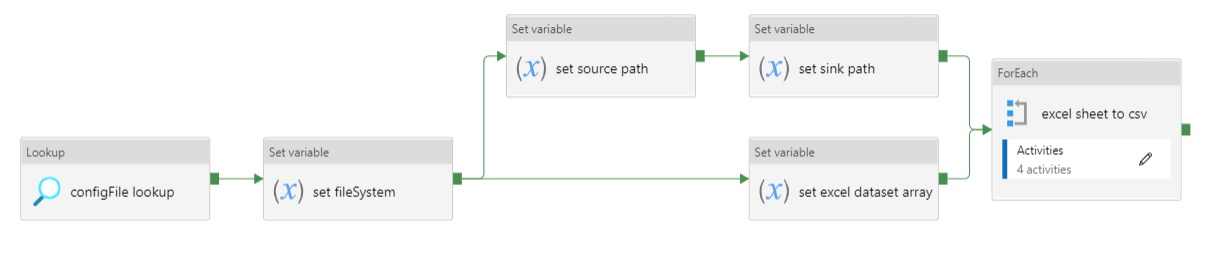 Set variable
(x) set source path
Set variable
(x) set sink path
ForEach
excel sheet to csv
Activities
4 activities
Lookup
configFile lookup
Set variable
(x) set fileSystem
Set variable
(x) set excel dataset array